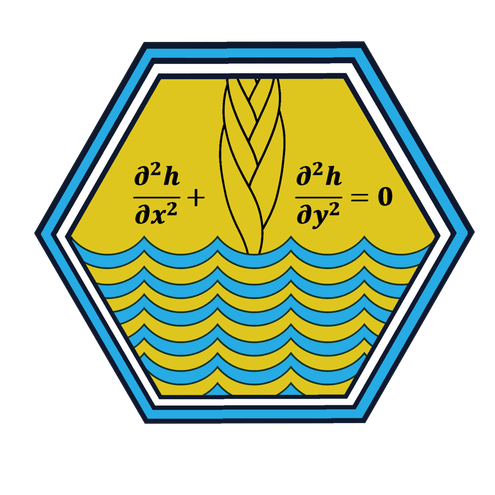 ∂²h/∂x² + ∂²h/∂y² = 0